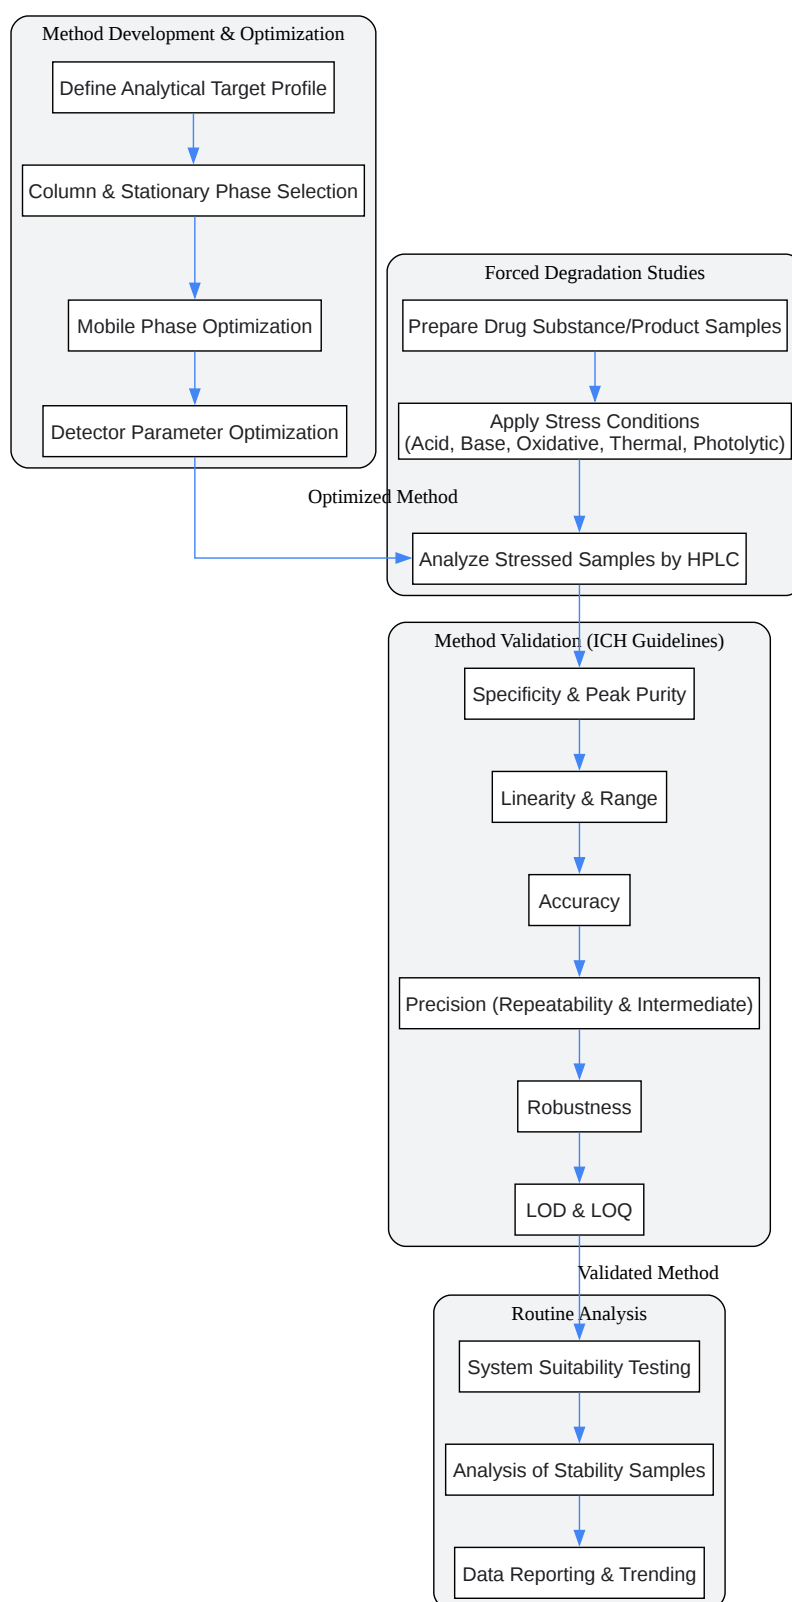 Method Development & Optimization
Define Analytical Target Profile
Column & Stationary Phase Selection
Mobile Phase Optimization
Detector Parameter Optimization
Optimized Method
Forced Degradation Studies
Prepare Drug Substance/Product Samples
Apply Stress Conditions
(Acid, Base, Oxidative, Thermal, Photolytic)
Analyze Stressed Samples by HPLC
Method Validation (ICH Guidelines)
Specificity & Peak Purity
Linearity & Range
Accuracy
Precision (Repeatability & Intermediate)
Robustness
LOD & LOQ
Validated Method
Routine Analysis
System Suitability Testing
Analysis of Stability Samples
Data Reporting & Trending